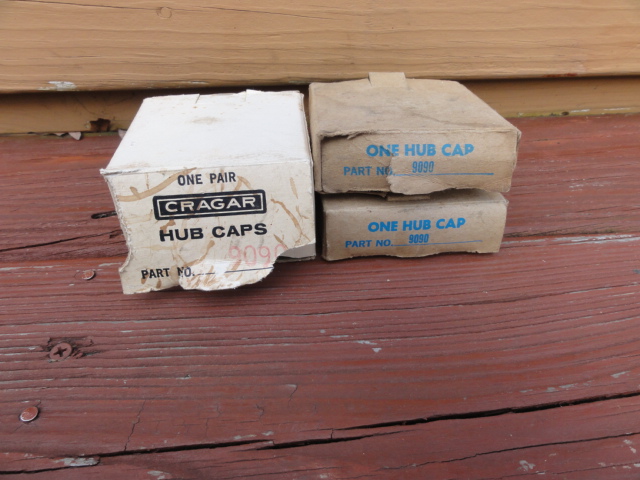 ONE PAIR
CRAGAR
HUB CAPS
PART NO. 9090
ONE HUB CAP
PART NO. 9090
ONE HUB CAP
PART NO. 9090